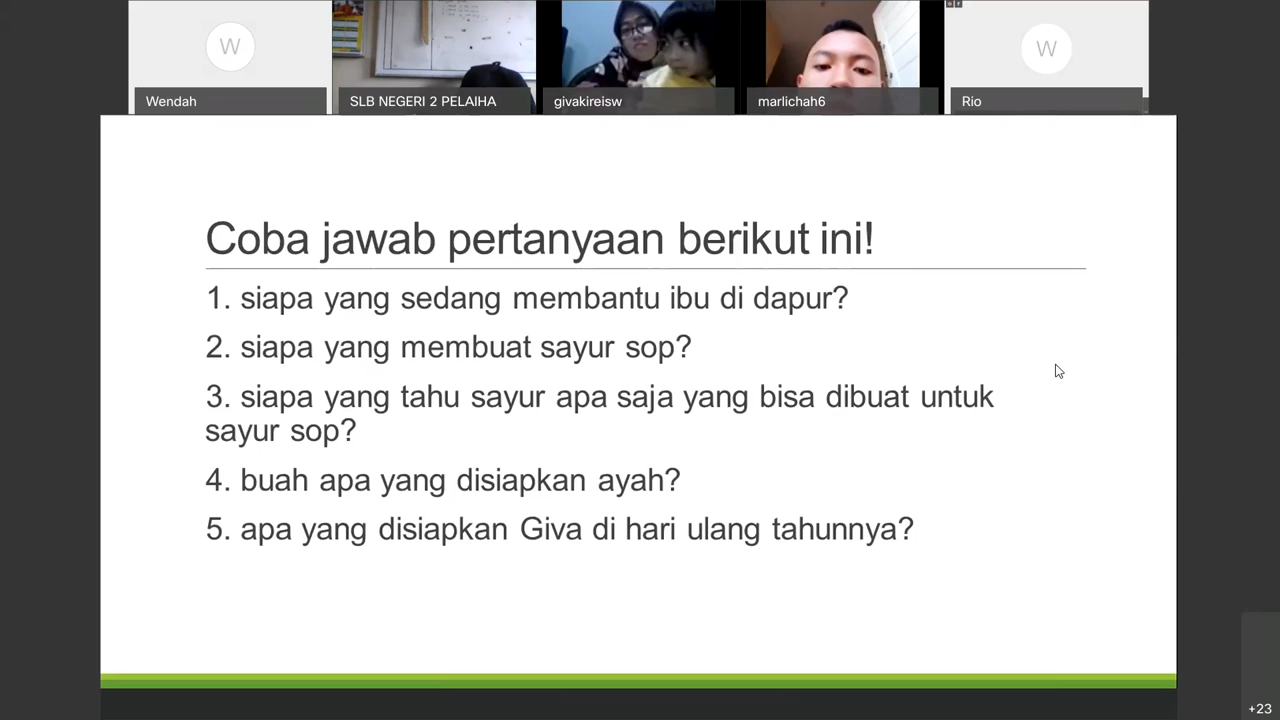 W
W
Wendah
SLB NEGERI 2 PELAIHA
givakireisw
marlichah6
Rio
Coba jawab pertanyaan berikut ini!
1. siapa yang sedang membantu ibu di dapur?
2. siapa yang membuat sayur sop?
3. siapa yang tahu sayur apa saja yang bisa dibuat untuk
sayur sop?
4. buah apa yang disiapkan ayah?
5. apa yang disiapkan Giva di hari ulang tahunnya?
+23